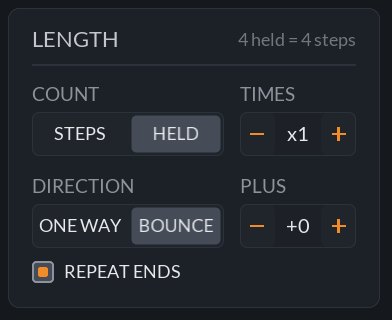 LENGTH 4 held = 4 steps
COUNT TIMES
STEPS HELD − x1 +
DIRECTION PLUS
ONE WAY BOUNCE − +0 +
REPEAT ENDS